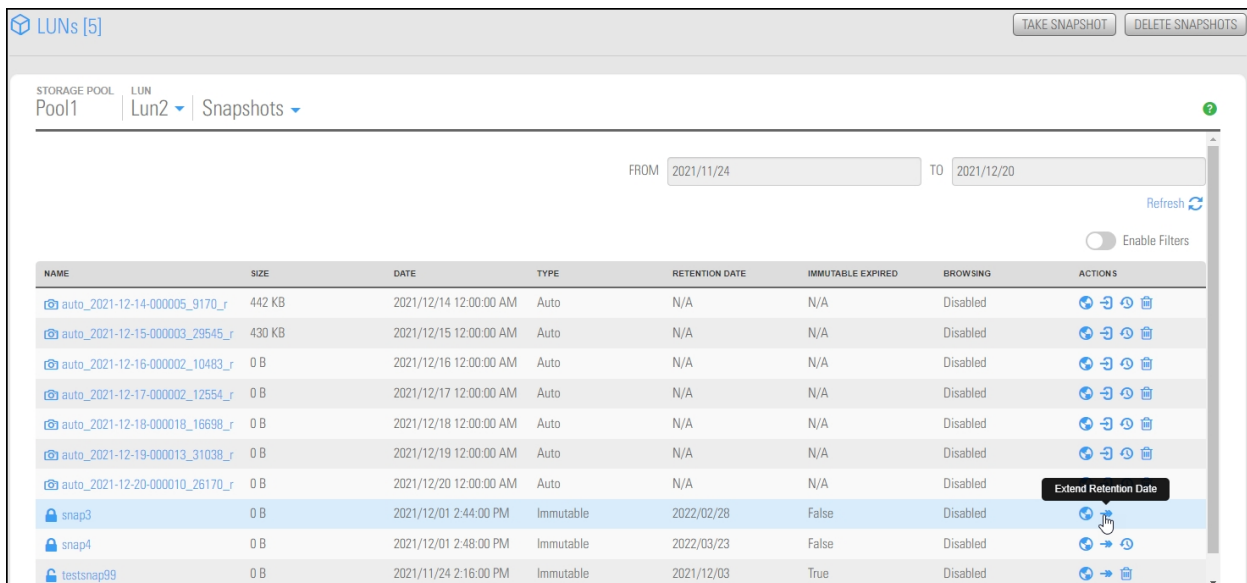 LUNs [5]
TAKE SNAPSHOT DELETE SNAPSHOTS
STORAGE POOL LUN
Pool1 Lun2 Snapshots
?
FROM 2021/11/24 TO 2021/12/20
Refresh
Enable Filters
NAME SIZE DATE TYPE RETENTION DATE IMMUTABLE EXPIRED BROWSING ACTIONS
auto_2021-12-14-000005_9170_r 442 KB 2021/12/14 12:00:00 AM Auto N/A N/A Disabled
auto_2021-12-15-000003_29545_r 430 KB 2021/12/15 12:00:00 AM Auto N/A N/A Disabled
auto_2021-12-16-000002_10483_r 0 B 2021/12/16 12:00:00 AM Auto N/A N/A Disabled
auto_2021-12-17-000002_12554_r 0 B 2021/12/17 12:00:00 AM Auto N/A N/A Disabled
auto_2021-12-18-000018_16698_r 0 B 2021/12/18 12:00:00 AM Auto N/A N/A Disabled
auto_2021-12-19-000013_31038_r 0 B 2021/12/19 12:00:00 AM Auto N/A N/A Disabled
auto_2021-12-20-000010_26170_r 0 B 2021/12/20 12:00:00 AM Auto N/A N/A Disabled
Extend Retention Date
snap3 0 B 2021/12/01 2:44:00 PM Immutable 2022/02/28 False Disabled
snap4 0 B 2021/12/01 2:48:00 PM Immutable 2022/03/23 False Disabled
testsnap99 0 B 2021/11/24 2:16:00 PM Immutable 2021/12/03 True Disabled